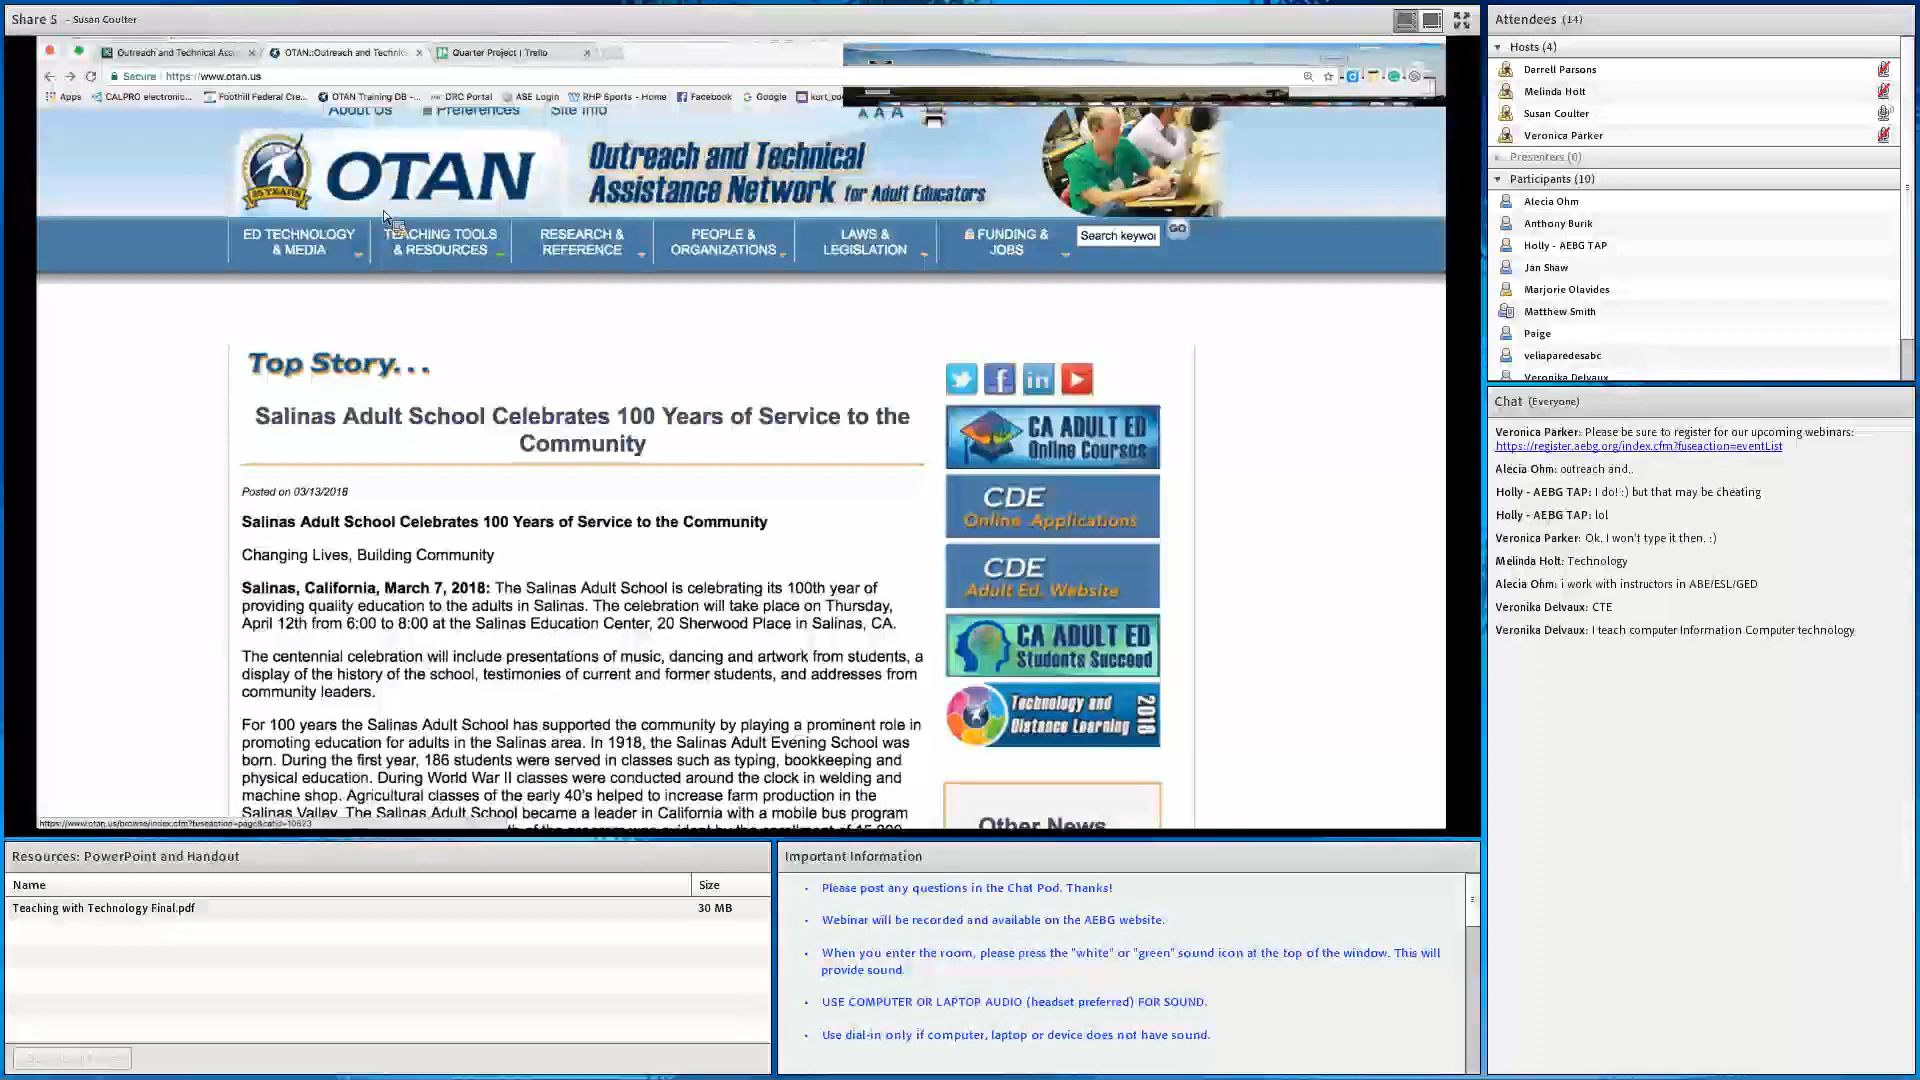 Share 5 - Susan Coulter
Outreach and Technical Ass
OTAN::Outreach and Technic
Quarter Project | Trello
Secure | https://www.otan.us
Apps
CALPRO electronic...
Foothill Federal Cre...
OTAN Training DB -...
DRC Portal
ASE Login
RHP Sports - Home
Facebook
Google
kurt_po
About Us
Preferences
Site Info
A A A
25 YEARS
OTAN
Outreach and Technical
Assistance Network for Adult Educators
ED TECHNOLOGY
& MEDIA
TEACHING TOOLS
& RESOURCES
RESEARCH &
REFERENCE
PEOPLE &
ORGANIZATIONS
LAWS &
LEGISLATION
FUNDING &
JOBS
Search keywor
GO
Top Story...
Salinas Adult School Celebrates 100 Years of Service to the
Community
Posted on 03/13/2018
Salinas Adult School Celebrates 100 Years of Service to the Community
Changing Lives, Building Community
Salinas, California, March 7, 2018: The Salinas Adult School is celebrating its 100th year of
providing quality education to the adults in Salinas. The celebration will take place on Thursday,
April 12th from 6:00 to 8:00 at the Salinas Education Center, 20 Sherwood Place in Salinas, CA.
The centennial celebration will include presentations of music, dancing and artwork from students, a
display of the history of the school, testimonies of current and former students, and addresses from
community leaders.
For 100 years the Salinas Adult School has supported the community by playing a prominent role in
promoting education for adults in the Salinas area. In 1918, the Salinas Adult Evening School was
born. During the first year, 186 students were served in classes such as typing, bookkeeping and
physical education. During World War II classes were conducted around the clock in welding and
machine shop. Agricultural classes of the early 40's helped to increase farm production in the
Salinas Valley. The Salinas Adult School became a leader in California with a mobile bus program
https://www.otan.us/browse/index.cfm?fuseaction=page&catid=10623
CA ADULT ED
Online Courses
CDE
Online Applications
CDE
Adult Ed. Website
CA ADULT ED
Students Succeed
Technology and
Distance Learning
2018
Other News
Attendees (14)
Hosts (4)
Darrell Parsons
Melinda Holt
Susan Coulter
Veronica Parker
Presenters (0)
Participants (10)
Alecia Ohm
Anthony Burik
Holly - AEBG TAP
Jan Shaw
Marjorie Olavides
Matthew Smith
Paige
veliaparedesabc
Veronika Delvaux
Chat (Everyone)
Veronica Parker: Please be sure to register for our upcoming webinars:
https://register.aebg.org/index.cfm?fuseaction=eventList
Alecia Ohm: outreach and..
Holly - AEBG TAP: I do! :) but that may be cheating
Holly - AEBG TAP: lol
Veronica Parker: Ok. I won't type it then. :)
Melinda Holt: Technology
Alecia Ohm: i work with instructors in ABE/ESL/GED
Veronika Delvaux: CTE
Veronika Delvaux: I teach computer Information Computer technology
Resources: PowerPoint and Handout
Name Size
Teaching with Technology Final.pdf 30 MB
Important Information
• Please post any questions in the Chat Pod. Thanks!
• Webinar will be recorded and available on the AEBG website.
• When you enter the room, please press the "white" or "green" sound icon at the top of the window. This will
provide sound.
• USE COMPUTER OR LAPTOP AUDIO (headset preferred) FOR SOUND.
• Use dial-in only if computer, laptop or device does not have sound.